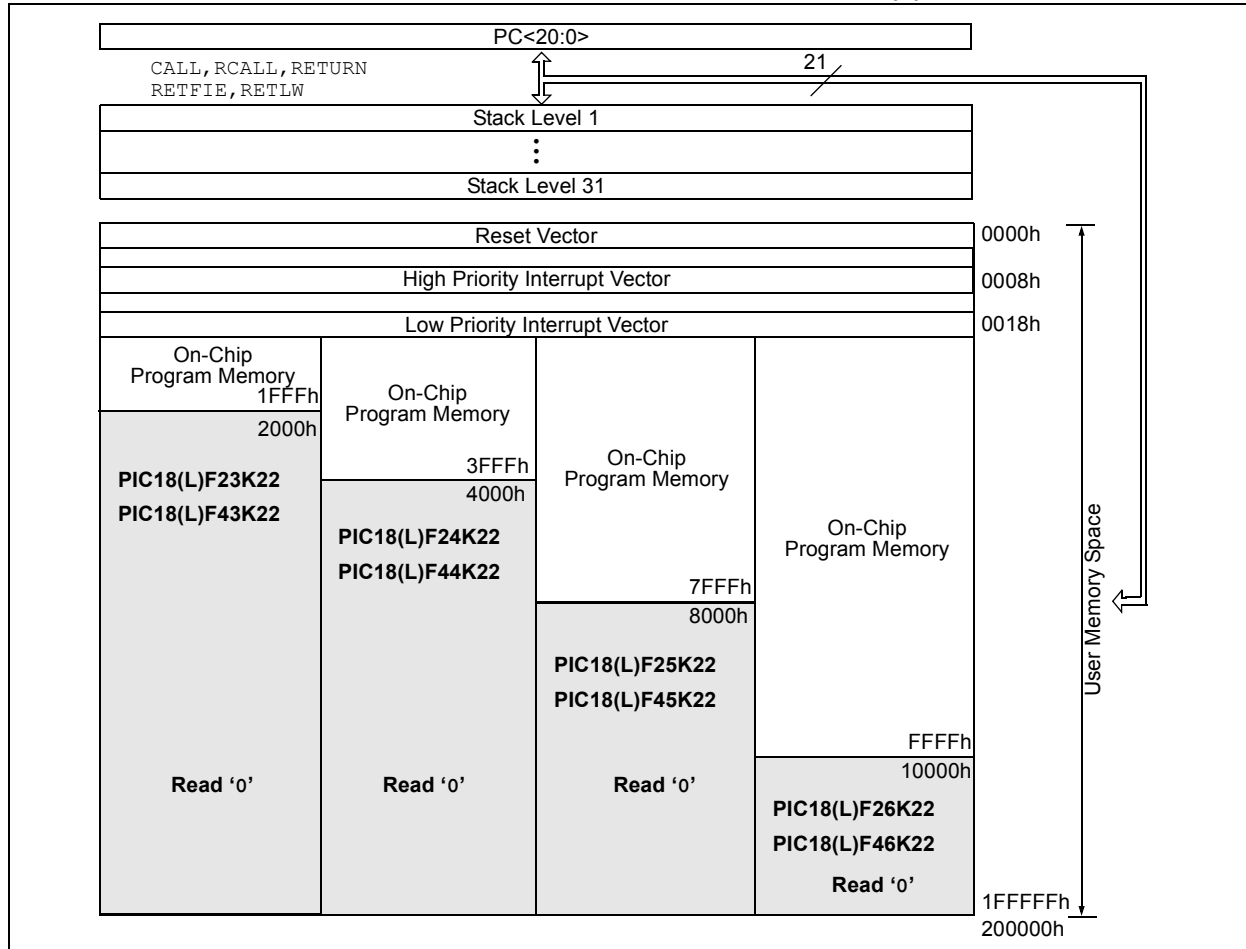 PC<20:0>
CALL,RCALL,RETURN
RETFIE,RETLW
21
Stack Level 1
Stack Level 31
Reset Vector
0000h
High Priority Interrupt Vector
0008h
Low Priority Interrupt Vector
0018h
On-Chip
Program Memory
1FFFh
2000h
PIC18(L)F23K22
PIC18(L)F43K22
Read ‘0’
On-Chip
Program Memory
3FFFh
4000h
PIC18(L)F24K22
PIC18(L)F44K22
Read ‘0’
On-Chip
Program Memory
7FFFh
8000h
PIC18(L)F25K22
PIC18(L)F45K22
Read ‘0’
On-Chip
Program Memory
FFFFh
10000h
PIC18(L)F26K22
PIC18(L)F46K22
Read ‘0’
1FFFFFh
200000h
User Memory Space